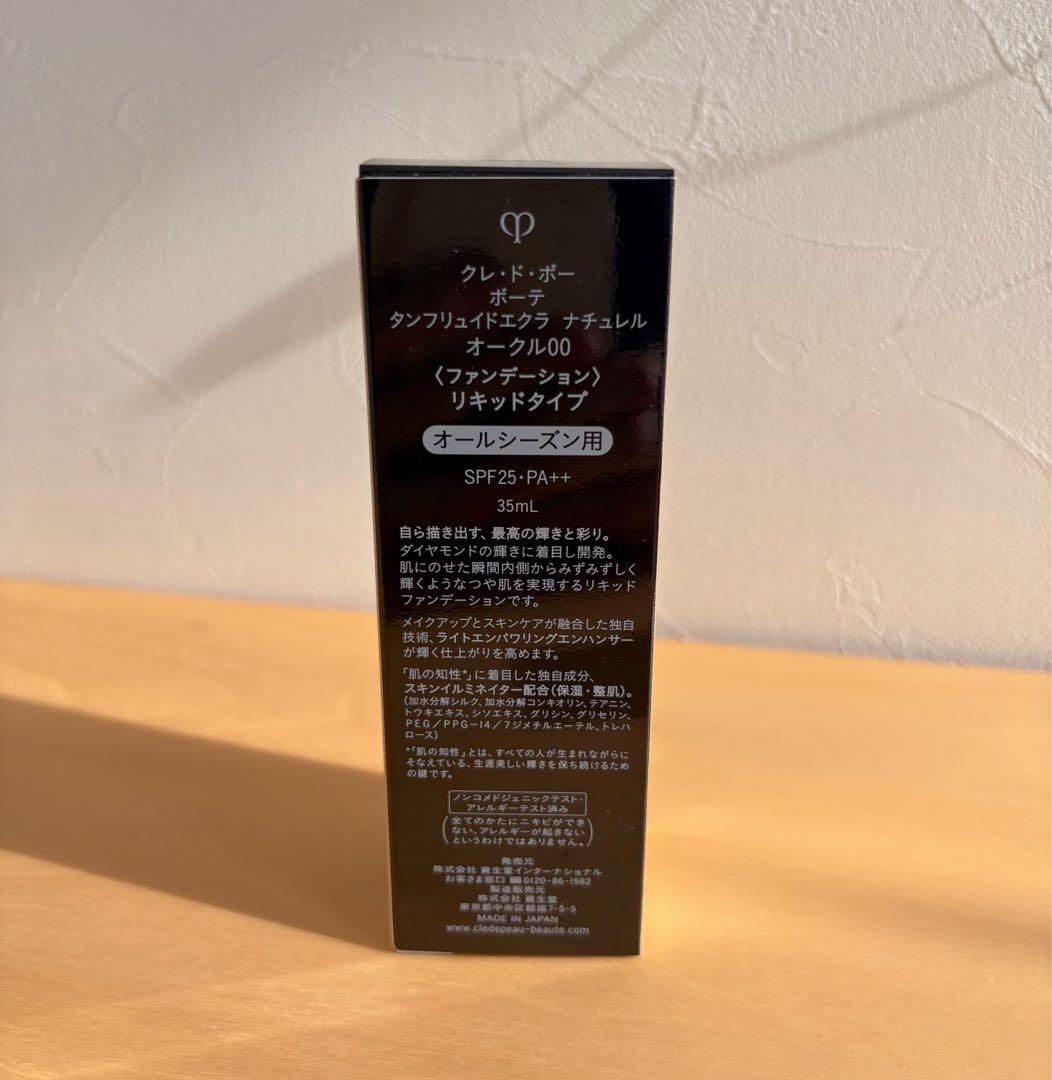 クレ・ド・ポー
ボーテ
タンフリュイドエクラ ナチュレル
オークル00
〈ファンデーション〉
リキッドタイプ
オールシーズン用
SPF25・PA++
35mL
自ら描き出す、最高の輝きと彩り。
ダイヤモンドの輝きに着目し開発。
肌にのせた瞬間内側からみずみずしく
輝くようなつや肌を実現するリキッド
ファンデーションです。
メイクアップとスキンケアが融合した独自
技術、ライトエンパワリングエンハンサー
が輝く仕上がりを高めます。
「肌の知性*」に着目した独自成分、
スキンイルミネイター配合(保湿・整肌)。
(加水分解シルク、加水分解コンキオリン、テアニン、
トウキエキス、シソエキス、グリシン、グリセリン、
PEG/PPG-14/7ジメチルエーテル、トレハ
ロース)
*「肌の知性」とは、すべての人が生まれながらに
そなえている、生涯美しい輝きを保ち続けるため
の鍵です。
ノンコメドジェニックテスト・
アレルギーテスト済み
(全てのかたにニキビができ
ない、アレルギーが起きない
というわけではありません。)
発売元
株式会社 資生堂インターナショナル
お客さま窓口 0120-86-1982
製造販売元
株式会社 資生堂
東京都中央区銀座7-5-5
MADE IN JAPAN
www.cledepeau-beaute.com